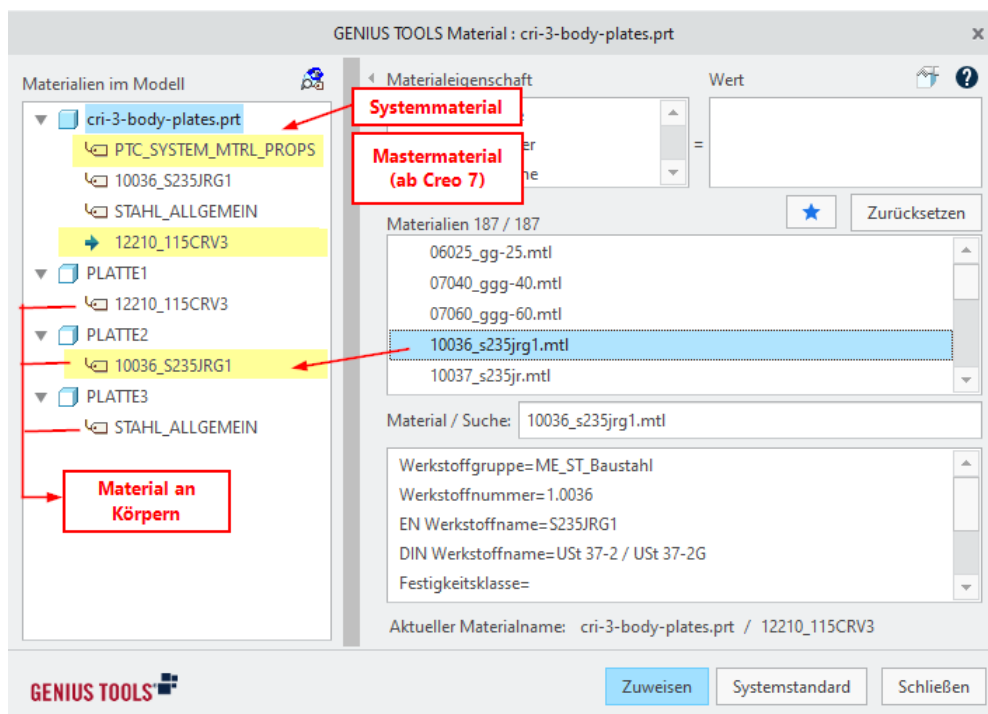 GENIUS TOOLS Material : cri-3-body-plates.prt
x
Materialien im Modell
cri-3-body-plates.prt
PTC_SYSTEM_MTRL_PROPS
10036_S235JRG1
STAHL_ALLGEMEIN
12210_115CRV3
PLATTE1
12210_115CRV3
PLATTE2
10036_S235JRG1
PLATTE3
STAHL_ALLGEMEIN
Material an
Körpern
Systemmaterial
Mastermaterial
(ab Creo 7)
Materialeigenschaft
Wert
?
er
=
ne
Zurücksetzen
Materialien 187 / 187
06025_gg-25.mtl
07040_ggg-40.mtl
07060_ggg-60.mtl
10036_s235jrg1.mtl
10037_s235jr.mtl
Material / Suche: 10036_s235jrg1.mtl
Werkstoffgruppe=ME_ST_Baustahl
Werkstoffnummer=1.0036
EN Werkstoffname=S235JRG1
DIN Werkstoffname=USt 37-2 / USt 37-2G
Festigkeitsklasse=
Aktueller Materialname: cri-3-body-plates.prt / 12210_115CRV3
GENIUS TOOLS
Zuweisen
Systemstandard
Schließen